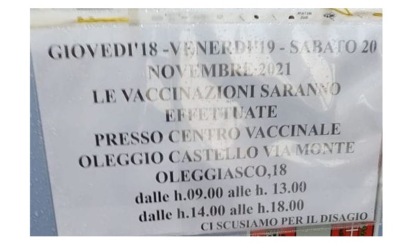 GIOVEDI'18 -VENERDI'19 - SABATO 20
NOVEMBRE 2021
LE VACCINAZIONI SARANNO
EFFETTUATE
PRESSO CENTRO VACCINALE
OLEGGIO CASTELLO VIA MONTE
OLEGGIASCO,18
dalle h.09.00 alle h. 13.00
dalle h.14.00 alle h.18.00
CI SCUSIAMO PER IL DISAGIO